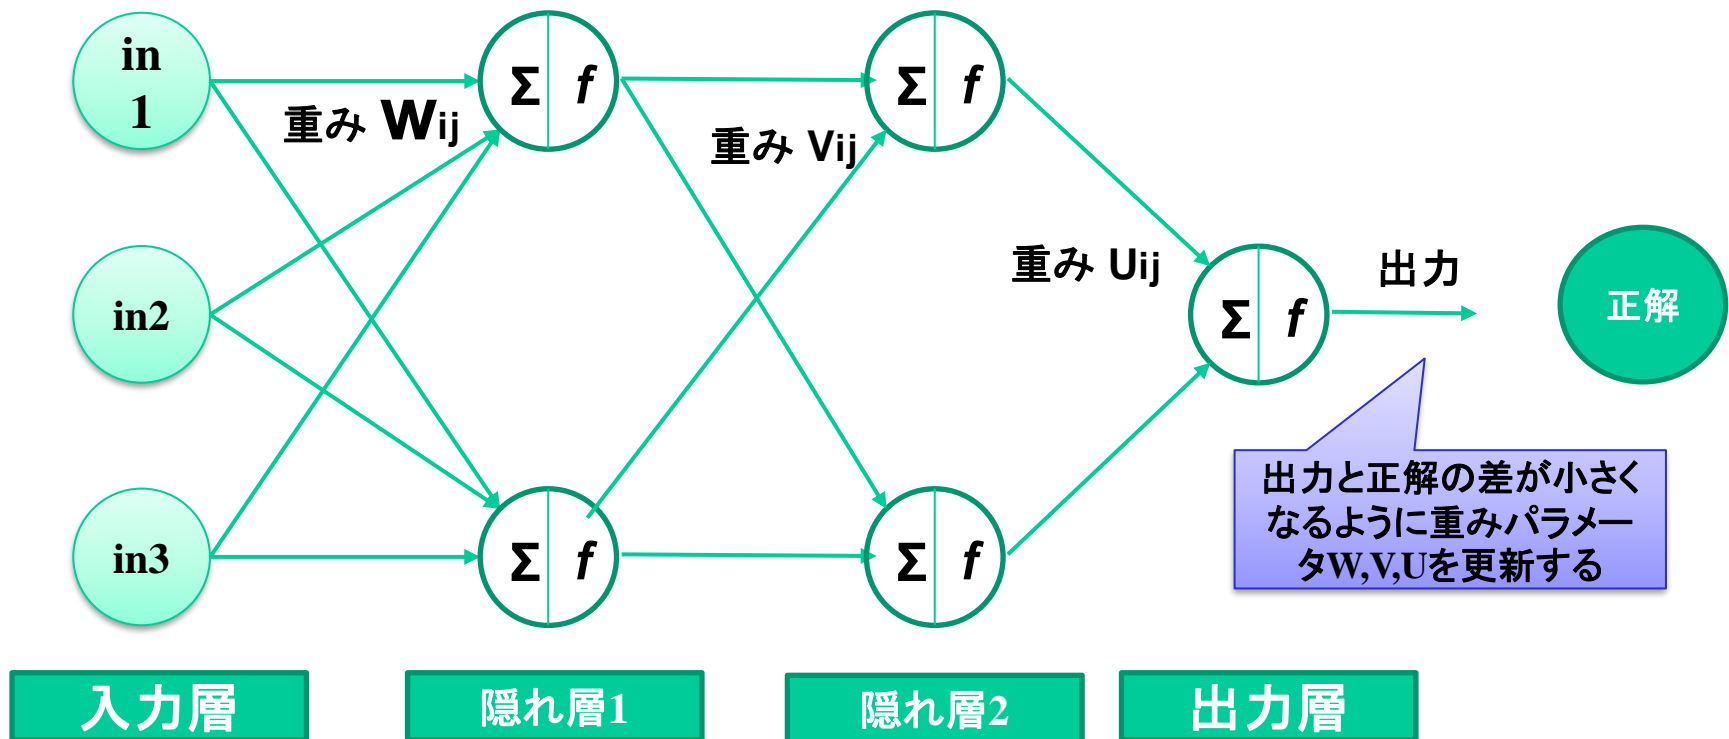 in
1
Σ f
Σ f
重み Wij
重み Vij
in2
重み Uij
Σ f
出力
正解
in3
Σ f
Σ f
出力と正解の差が小さく
なるように重みパラメー
タW,V,Uを更新する
入力層
隠れ層1
隠れ層2
出力層